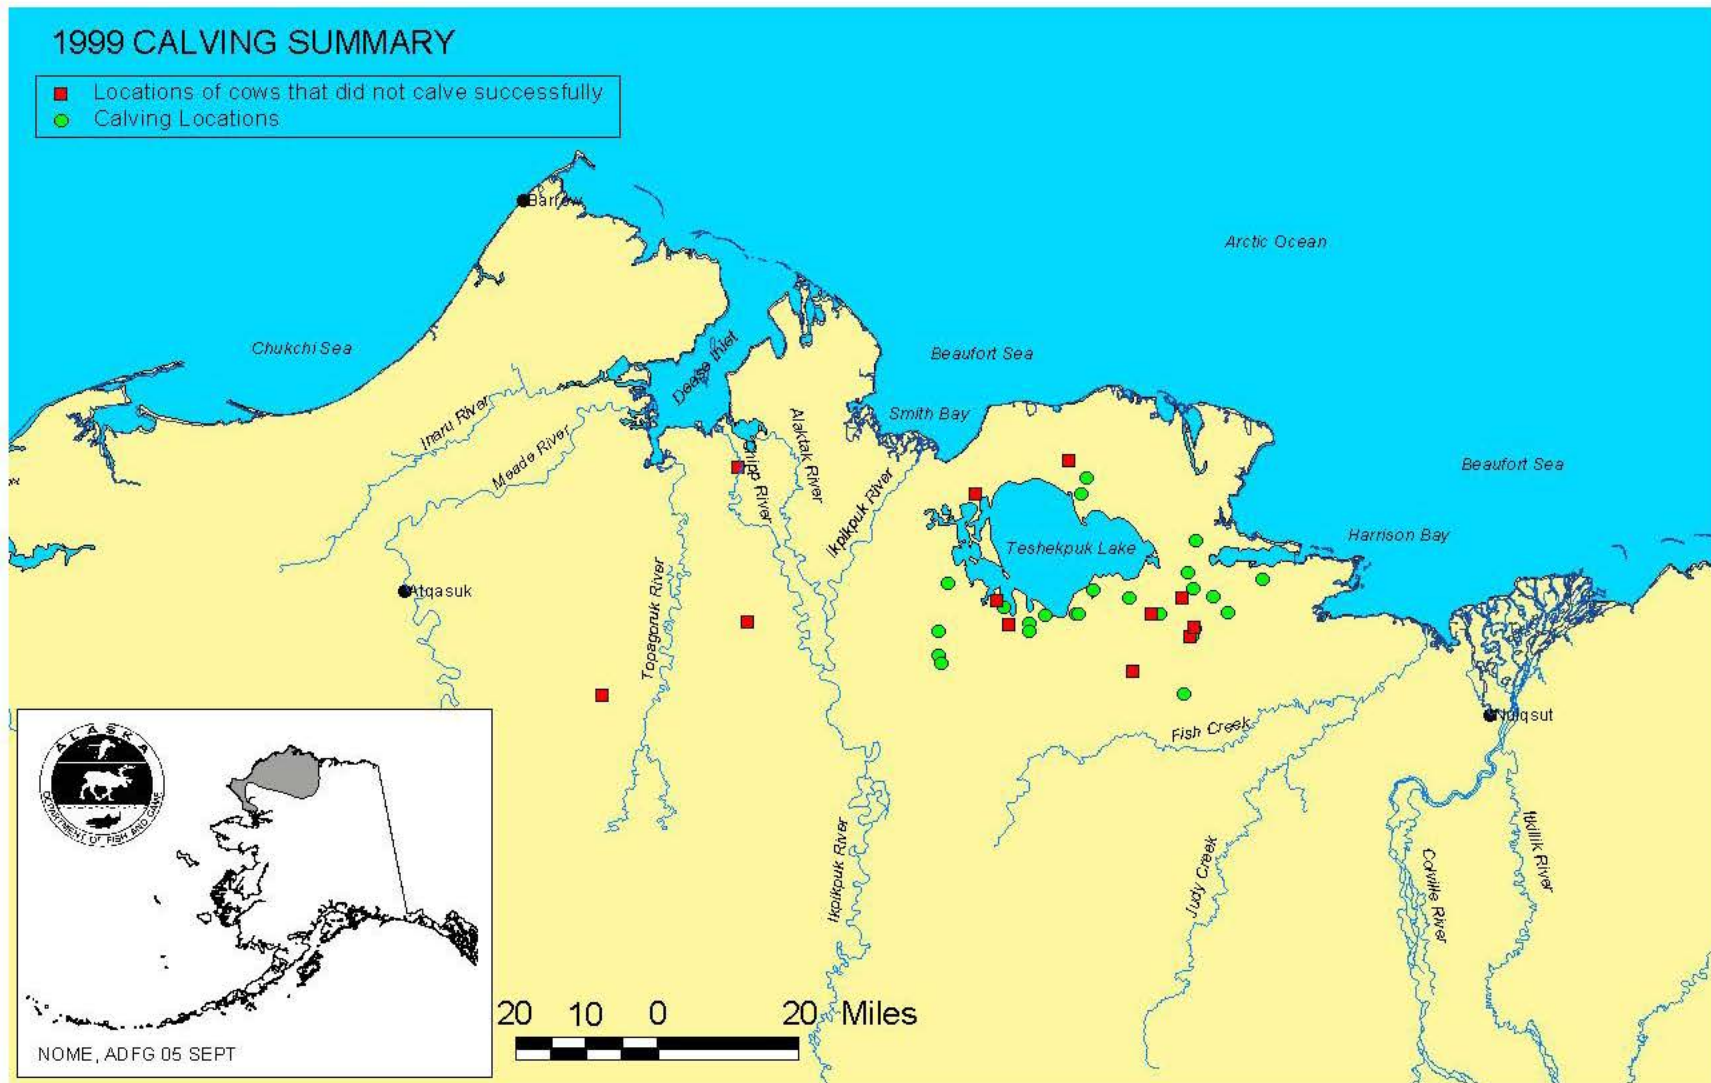 1999 CALVING SUMMARY
Locations of cows that did not calve successfully
Calving Locations
Barrow
Arctic Ocean
Chukchi Sea
Dease Inlet
Beaufort Sea
Smith Bay
Inaru River
Meade River
Chipp River
Alaktak River
Ikpikpuk River
Beaufort Sea
Harrison Bay
Teshekpuk Lake
Atqasuk
Topagoruk River
Fish Creek
Nuiqsut
Ikpikpuk River
Judy Creek
Colville River
Itkillik River
ALASKA
DEPARTMENT OF FISH AND GAME
20 10 0 20 Miles
NOME, ADFG 05 SEPT